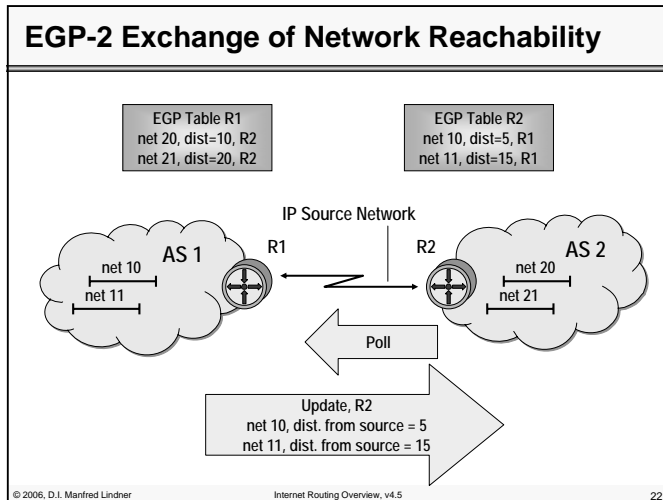 EGP-2 Exchange of Network Reachability
EGP Table R1
net 20, dist=10, R2
net 21, dist=20, R2
EGP Table R2
net 10, dist=5, R1
net 11, dist=15, R1
IP Source Network
AS 1
R1
R2
AS 2
net 10
net 11
net 20
net 21
Poll
Update, R2
net 10, dist. from source = 5
net 11, dist. from source = 15
© 2006, D.I. Manfred Lindner
Internet Routing Overview, v4.5
22